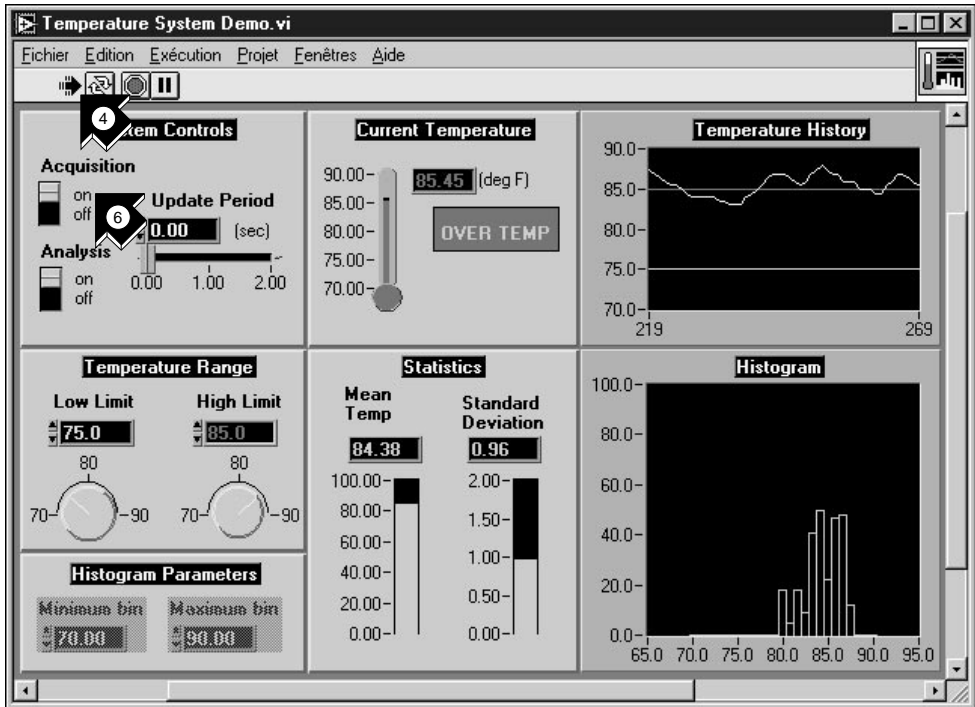 Temperature System Demo.vi
Fichier Edition Exécution Projet Fenêtres Aide
4
tem Controls
Acquisition
on
off
6
Update Period
0.00 (sec)
0.00 1.00 2.00
Analysis
on
off
Current Temperature
90.00
85.00
80.00
75.00
70.00
85.45 (deg F)
OVER TEMP
Temperature History
90.0
85.0
80.0
75.0
70.0
219 269
Temperature Range
Low Limit High Limit
75.0 85.0
80 80
70 90 70 90
Histogram Parameters
Minimum bin Maximum bin
70.00 90.00
Statistics
Mean
Temp
84.38
100.00
80.00
60.00
40.00
20.00
0.00
Standard
Deviation
0.96
2.00
1.50
1.00
0.50
0.00
Histogram
100.0
80.0
60.0
40.0
20.0
0.0
65.0 70.0 75.0 80.0 85.0 90.0 95.0